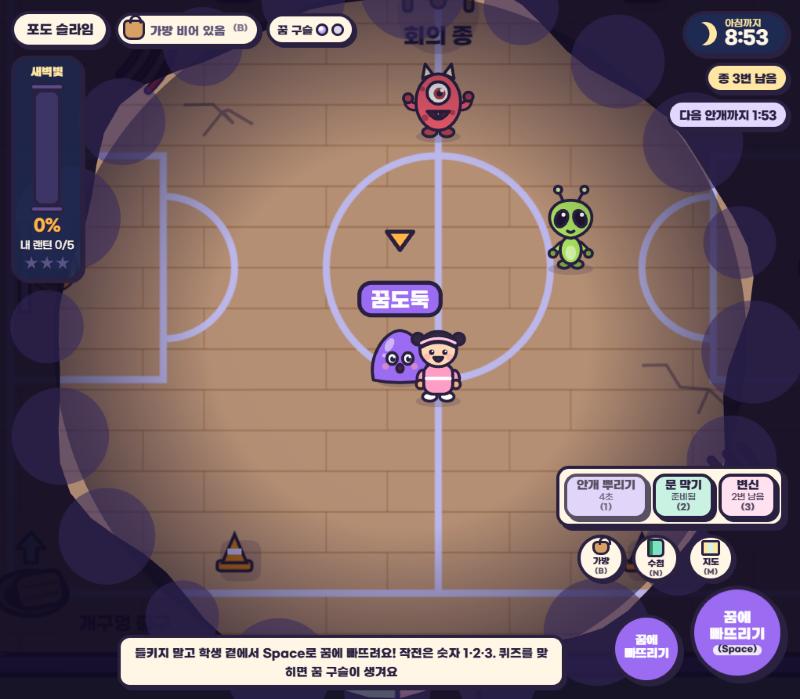 포도 슬라임
가방 비어 있음 (B)
꿈 구슬
회의 종
아침까지
8:53
종 3번 남음
다음 안개까지 1:53
새벽빛
0%
내 랜턴 0/5
꿈도둑
안개 뿌리기
4초
(1)
문 막기
준비됨
(2)
변신
2번 남음
(3)
가방
(B)
수첩
(N)
지도
(M)
꿈에
빠뜨리기
꿈에
빠뜨리기
(Space)
개구멍
들키지 말고 학생 곁에서 Space로 꿈에 빠뜨려요! 작전은 숫자 1·2·3. 퀴즈를 맞
히면 꿈 구슬이 생겨요